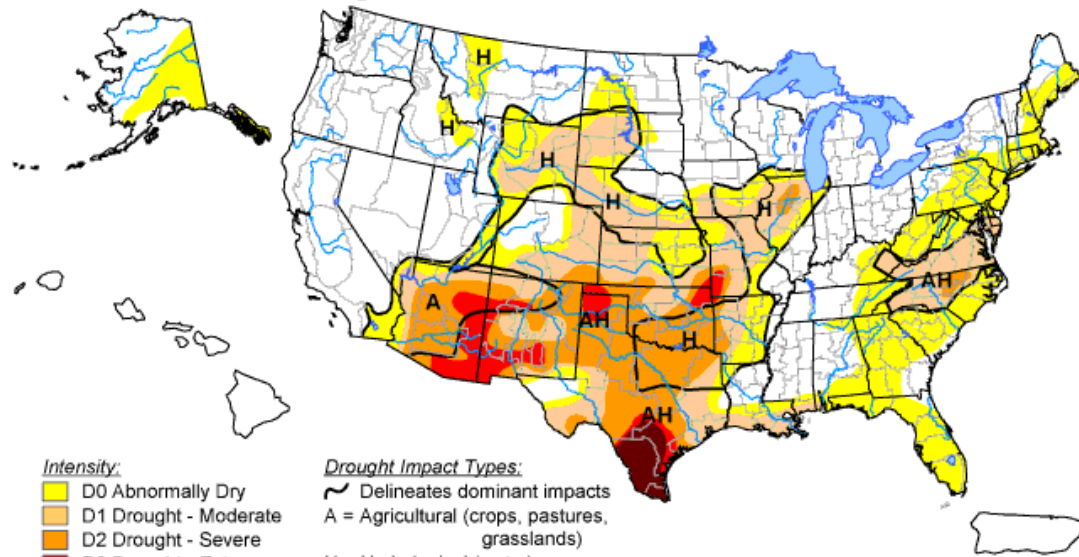 H
H
H
H
H
A
AH
H
AH
AH
Intensity:
D0 Abnormally Dry
D1 Drought - Moderate
D2 Drought - Severe
Drought Impact Types:
Delineates dominant impacts
A = Agricultural (crops, pastures,
grasslands)